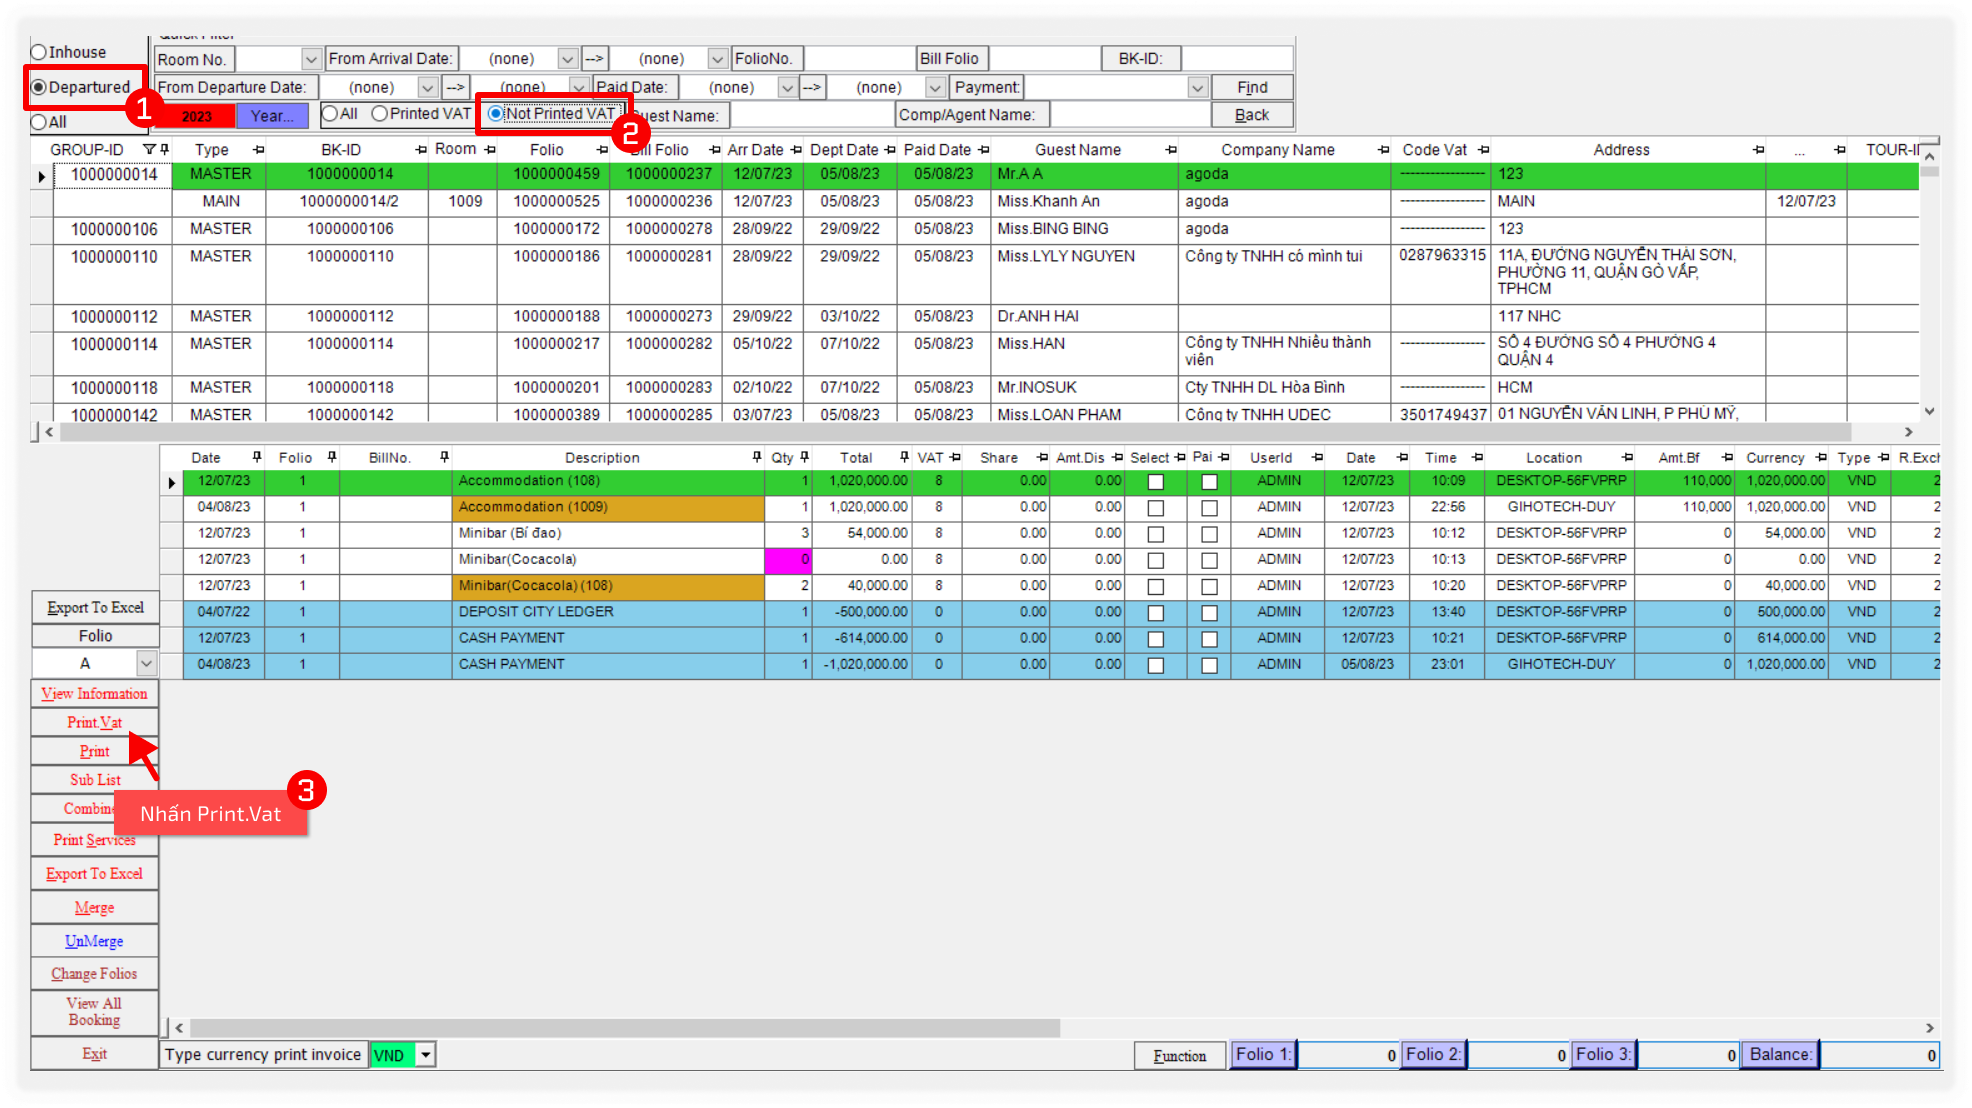 Inhouse
Room No. From Arrival Date: (none) --> (none) FolioNo. Bill Folio BK-ID:
Departured
From Departure Date: (none) --> (none) Paid Date: (none) --> (none) Payment: Find
1
All
2023 Year... All Printed VAT Not Printed VAT Guest Name: Comp/Agent Name: Back
2
GROUP-ID Type BK-ID Room Folio Bill Folio Arr Date Dept Date Paid Date Guest Name Company Name Code Vat Address ... TOUR-I
1000000014 MASTER 1000000014 1000000459 1000000237 12/07/23 05/08/23 05/08/23 Mr.A A agoda ----------------- 123
MAIN 1000000014/2 1009 1000000525 1000000236 12/07/23 05/08/23 05/08/23 Miss.Khanh An agoda ----------------- MAIN 12/07/23
1000000106 MASTER 1000000106 1000000172 1000000278 28/09/22 29/09/22 05/08/23 Miss.BING BING agoda ----------------- 123
1000000110 MASTER 1000000110 1000000186 1000000281 28/09/22 29/09/22 05/08/23 Miss.LYLY NGUYEN Công ty TNHH có mình tui 0287963315 11A, ĐƯỜNG NGUYỄN THÁI SƠN,
PHƯỜNG 11, QUẬN GÒ VẤP,
TPHCM
1000000112 MASTER 1000000112 1000000188 1000000273 29/09/22 03/10/22 05/08/23 Dr.ANH HAI 117 NHC
1000000114 MASTER 1000000114 1000000217 1000000282 05/10/22 07/10/22 05/08/23 Miss.HAN Công ty TNHH Nhiều thành ----------------- SỐ 4 ĐƯỜNG SỐ 4 PHƯỜNG 4
viên QUẬN 4
1000000118 MASTER 1000000118 1000000201 1000000283 02/10/22 07/10/22 05/08/23 Mr.INOSUK Cty TNHH DL Hòa Bình ----------------- HCM
1000000142 MASTER 1000000142 1000000389 1000000285 03/07/23 05/08/23 05/08/23 Miss.LOAN PHAM Công ty TNHH UDEC 3501749437 01 NGUYỄN VĂN LINH, P PHÚ MỸ,
Date Folio BillNo. Description Qty Total VAT Share Amt.Dis Select Pai UserId Date Time Location Amt.Bf Currency Type R.Exch
12/07/23 1 Accommodation (108) 1 1,020,000.00 8 0.00 0.00 ADMIN 12/07/23 10:09 DESKTOP-56FVPRP 110,000 1,020,000.00 VND 2
04/08/23 1 Accommodation (1009) 1 1,020,000.00 8 0.00 0.00 ADMIN 12/07/23 22:56 GIHOTECH-DUY 110,000 1,020,000.00 VND 2
12/07/23 1 Minibar (Bí đao) 3 54,000.00 8 0.00 0.00 ADMIN 12/07/23 10:12 DESKTOP-56FVPRP 0 54,000.00 VND 2
12/07/23 1 Minibar(Cocacola) 0 0.00 8 0.00 0.00 ADMIN 12/07/23 10:13 DESKTOP-56FVPRP 0 0.00 VND 2
12/07/23 1 Minibar(Cocacola) (108) 2 40,000.00 8 0.00 0.00 ADMIN 12/07/23 10:20 DESKTOP-56FVPRP 0 40,000.00 VND 2
04/07/22 1 DEPOSIT CITY LEDGER 1 -500,000.00 0 0.00 0.00 ADMIN 12/07/23 13:40 DESKTOP-56FVPRP 0 500,000.00 VND 2
12/07/23 1 CASH PAYMENT 1 -614,000.00 0 0.00 0.00 ADMIN 12/07/23 10:21 DESKTOP-56FVPRP 0 614,000.00 VND 2
04/08/23 1 CASH PAYMENT 1 -1,020,000.00 0 0.00 0.00 ADMIN 05/08/23 23:01 GIHOTECH-DUY 0 1,020,000.00 VND 2
Export To Excel
Folio
A
View Information
Print.Vat
Print
Sub List
Combin
3
Nhấn Print.Vat
Print Services
Export To Excel
Merge
UnMerge
Change Folios
View All
Booking
Exit
Type currency print invoice VND Function Folio 1: 0 Folio 2: 0 Folio 3: 0 Balance: 0